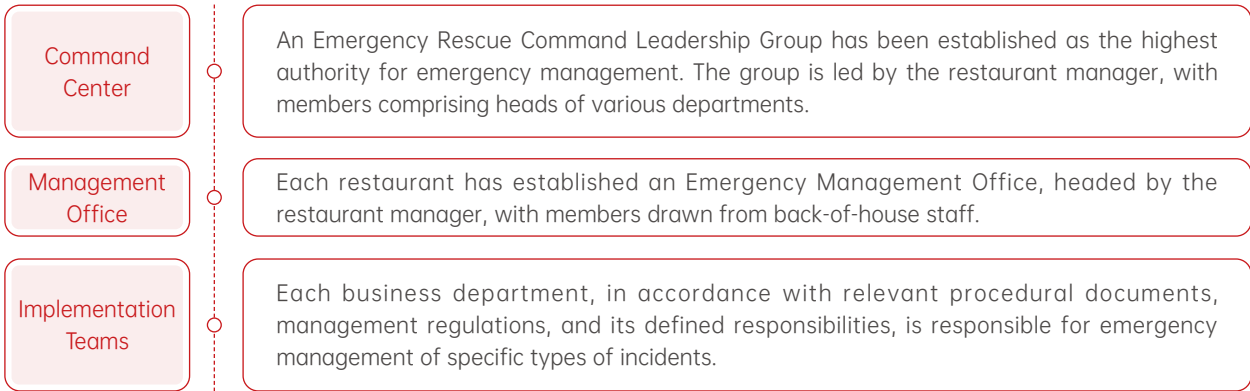 Command
Center
An Emergency Rescue Command Leadership Group has been established as the highest
authority for emergency management. The group is led by the restaurant manager, with
members comprising heads of various departments.
Management
Office
Each restaurant has established an Emergency Management Office, headed by the
restaurant manager, with members drawn from back-of-house staff.
Implementation
Teams
Each business department, in accordance with relevant procedural documents,
management regulations, and its defined responsibilities, is responsible for emergency
management of specific types of incidents.